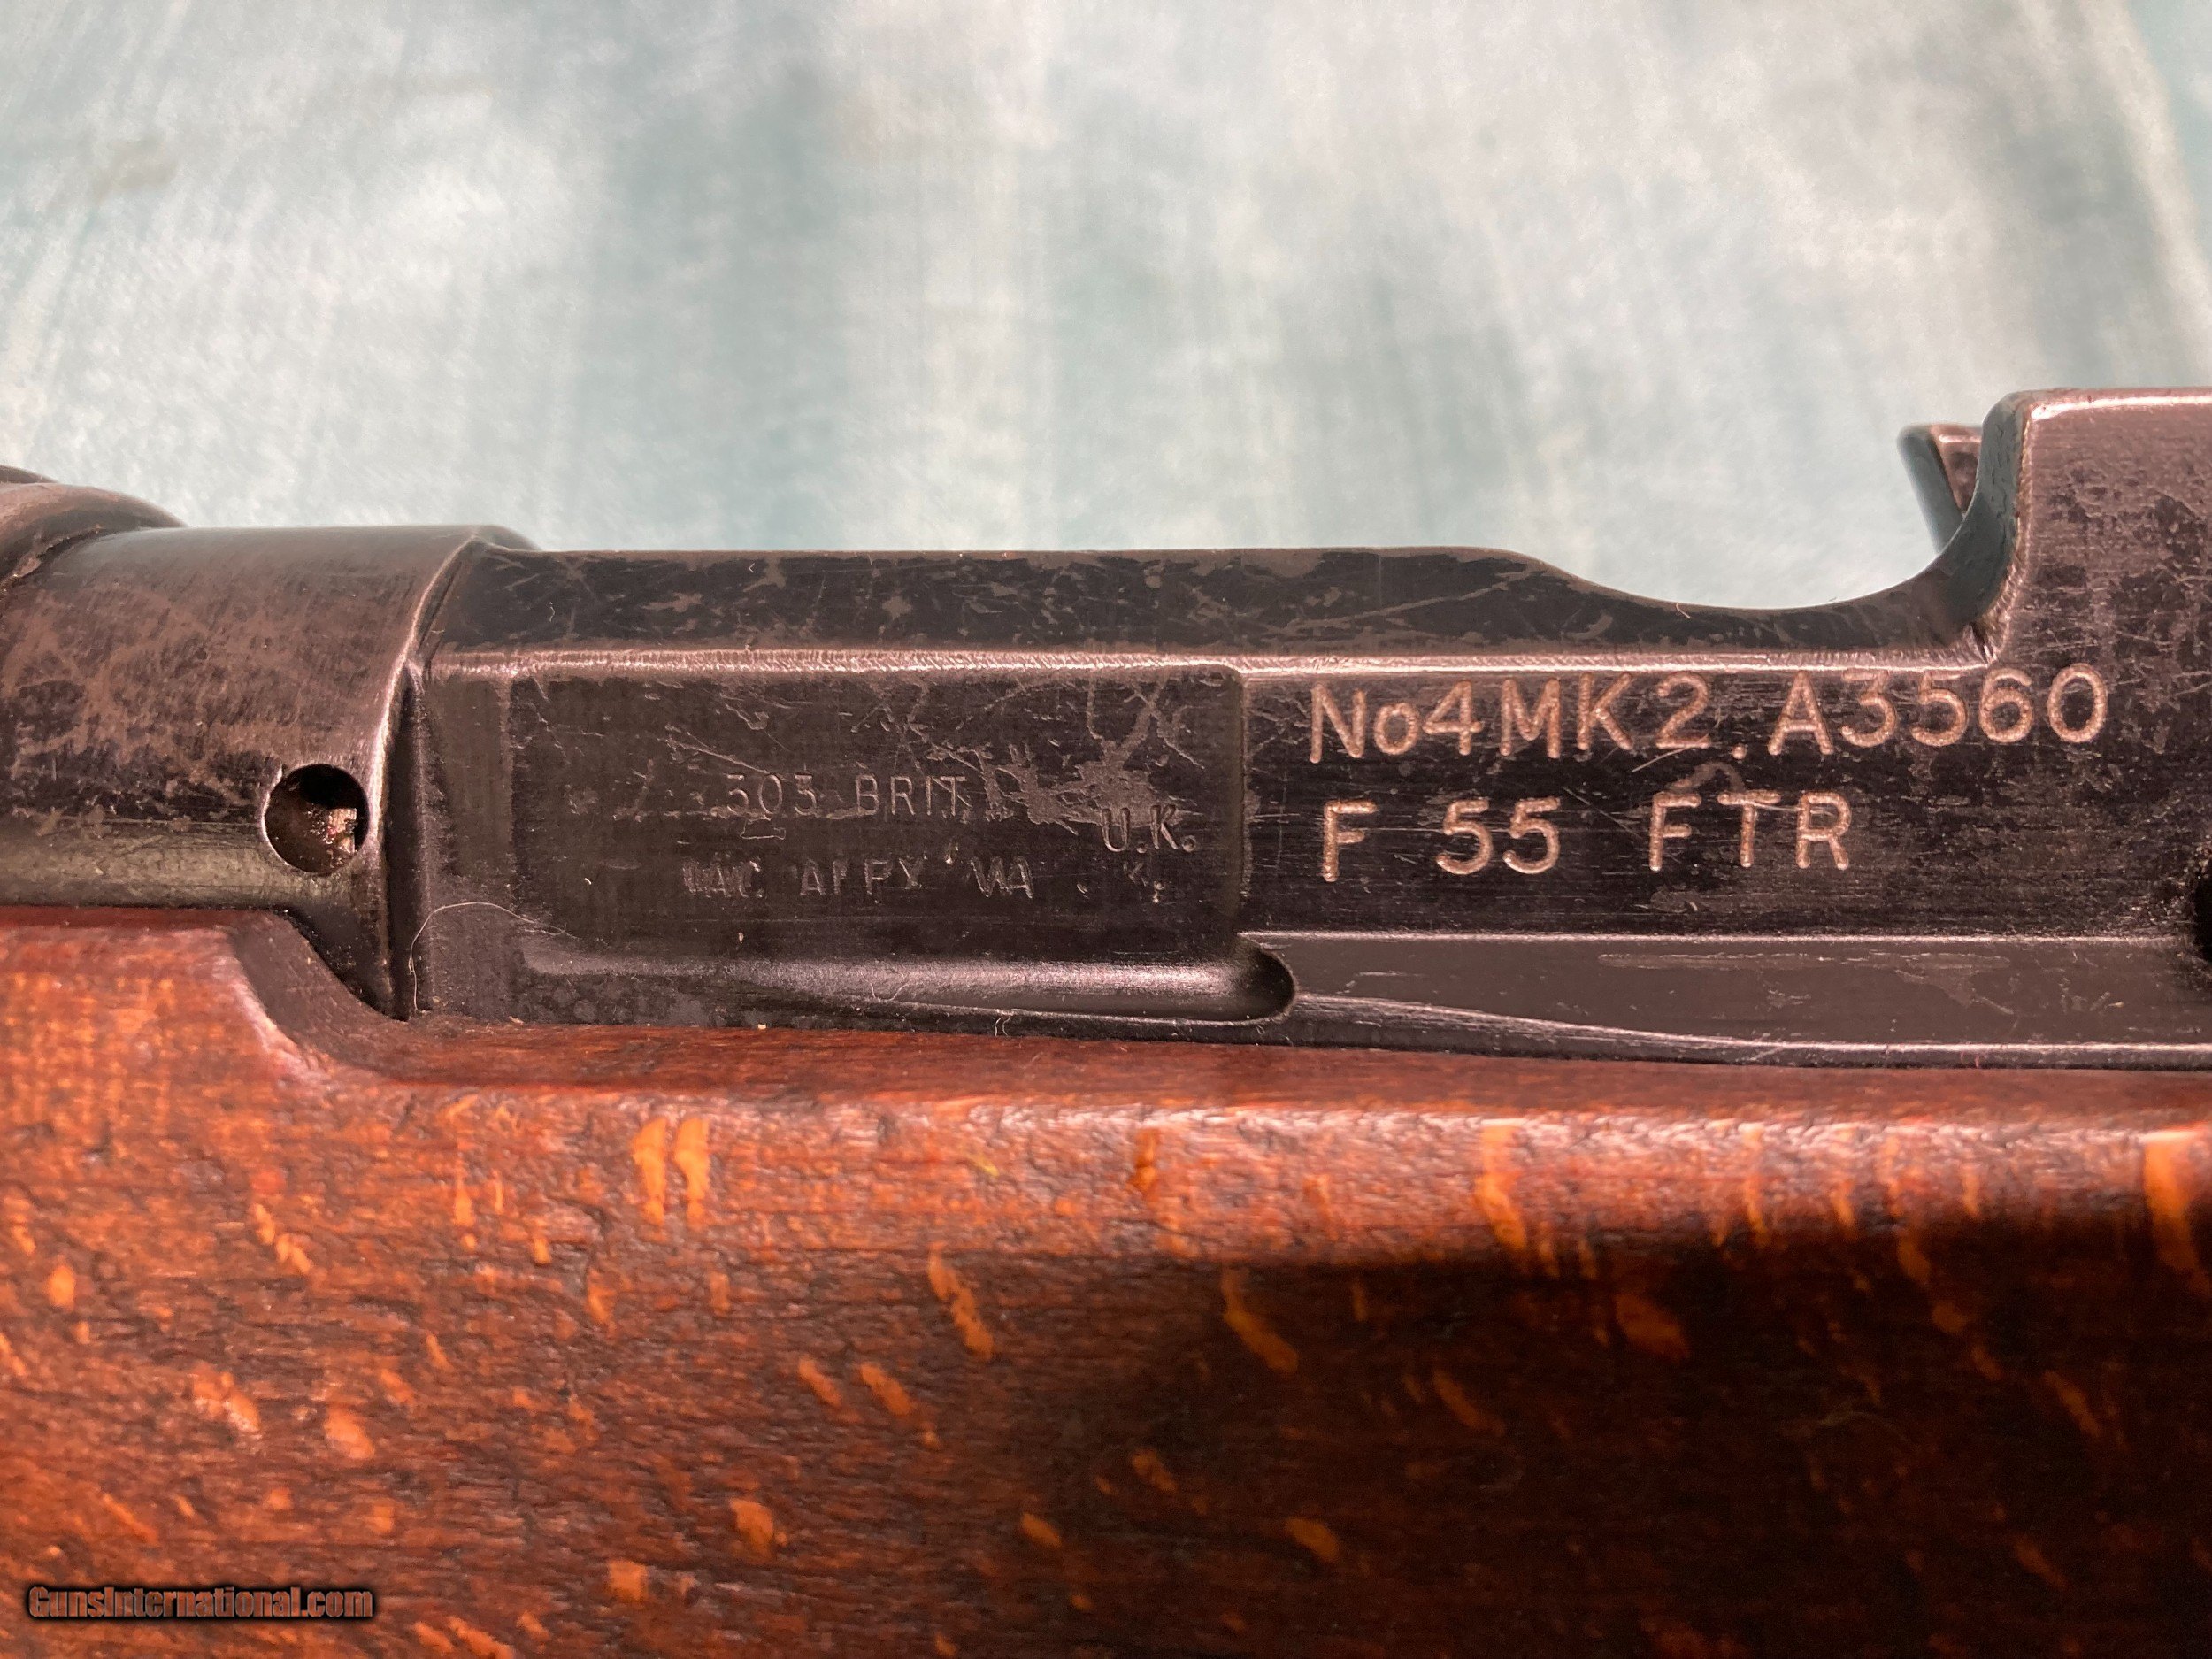 No4MK2. A3560
F 55 FTR
.303 BRIT.
U.K.
GunsInternational.com